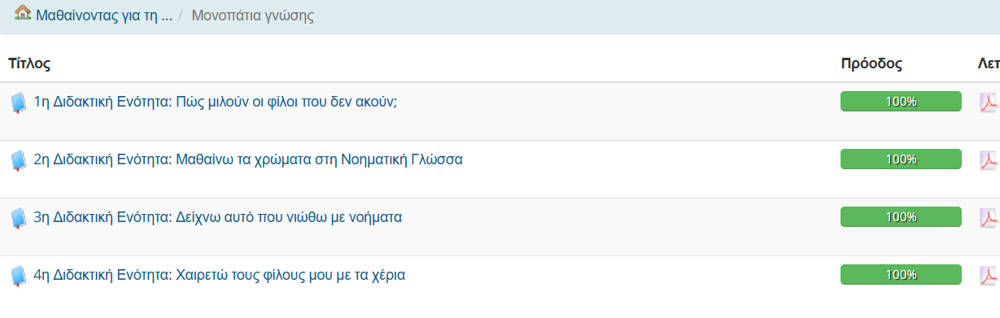 Μαθαίνοντας για τη ... / Μονοπάτια γνώσης
Τίτλος Πρόοδος Λεπ
1η Διδακτική Ενότητα: Πώς μιλούν οι φίλοι που δεν ακούν; 100%
2η Διδακτική Ενότητα: Μαθαίνω τα χρώματα στη Νοηματική Γλώσσα 100%
3η Διδακτική Ενότητα: Δείχνω αυτό που νιώθω με νοήματα 100%
4η Διδακτική Ενότητα: Χαιρετώ τους φίλους μου με τα χέρια 100%